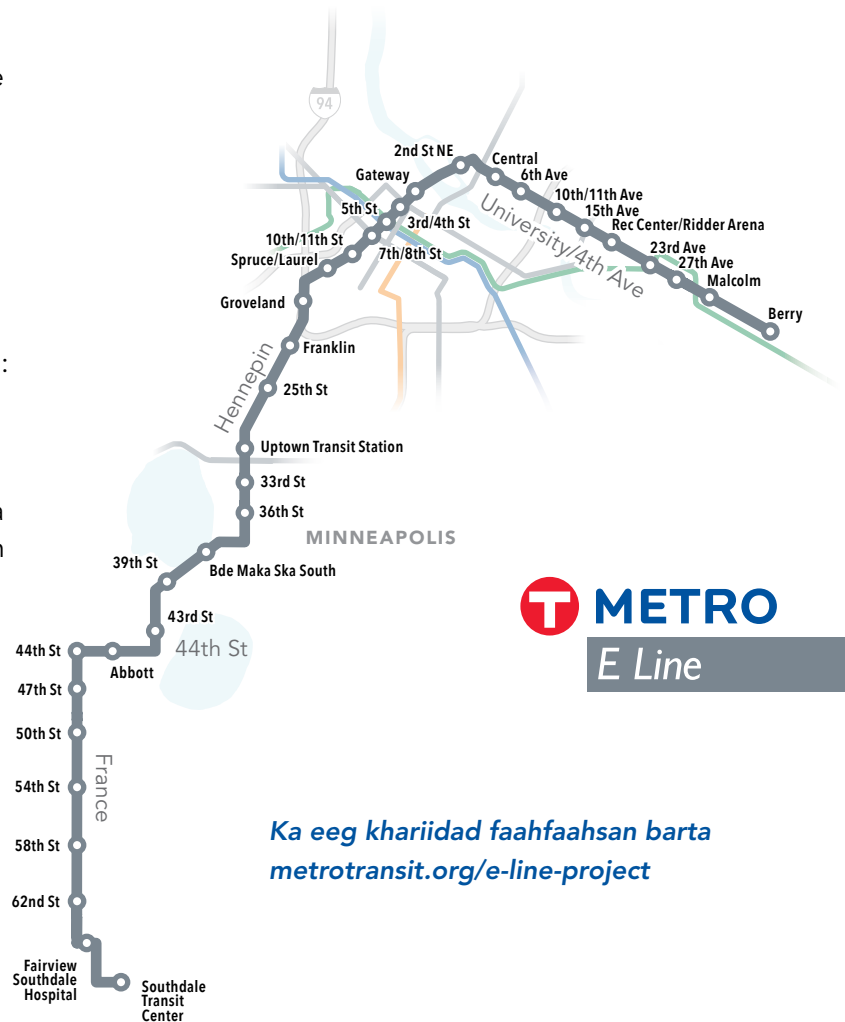 e
94
2nd St NE
Central
6th Ave
Gateway
10th/11th Ave
15th Ave
5th St
3rd/4th St
Rec Center/Ridder Arena
University/4th Ave
10th/11th St
7th/8th St
23rd Ave
Spruce/Laurel
27th Ave
Malcolm
Groveland
Berry
Franklin
:
Hennepin
25th St
Uptown Transit Station
33rd St
a
36th St
MINNEAPOLIS
n
39th St
Bde Maka Ska South
T METRO
E Line
43rd St
44th St
44th St
Abbott
47th St
50th St
France
54th St
Ka eeg khariidad faahfaahsan barta
metrotransit.org/e-line-project
58th St
62nd St
Fairview
Southdale
Hospital
Southdale
Transit
Center